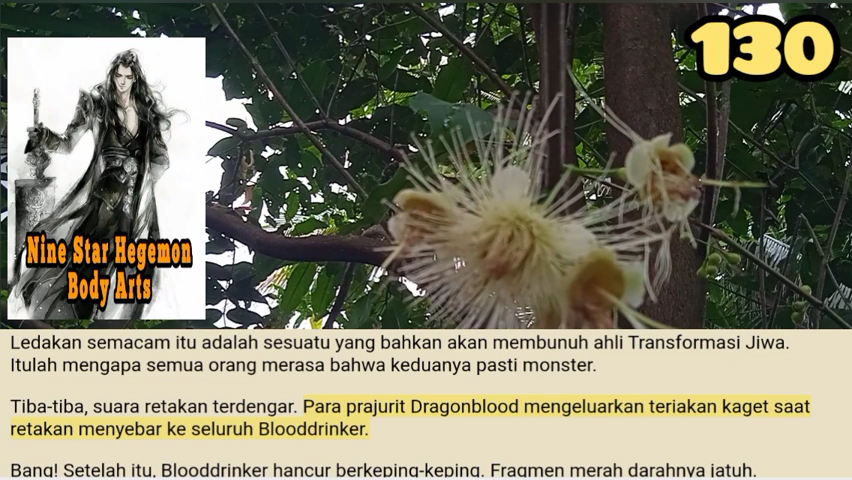 130
Nine Star Hegemon
Body Arts
Ledakan semacam itu adalah sesuatu yang bahkan akan membunuh ahli Transformasi Jiwa.
Itulah mengapa semua orang merasa bahwa keduanya pasti monster.
Tiba-tiba, suara retakan terdengar. Para prajurit Dragonblood mengeluarkan teriakan kaget saat
retakan menyebar ke seluruh Blooddrinker.
Bang! Setelah itu, Blooddrinker hancur berkeping-keping. Fragmen merah darahnya jatuh.